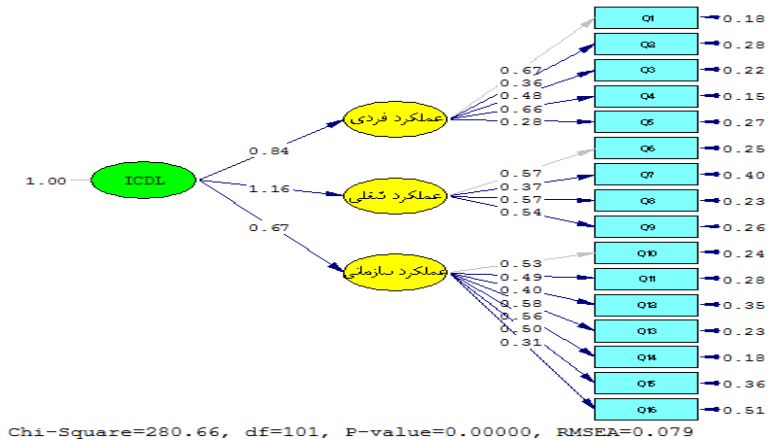 Q1 0.18
Q2 0.28
0.67 Q3 0.22
0.36
0.48 Q4 0.15
0.66
عملکرد فردی 0.28 Q5 0.27
0.84 Q6 0.25
1.00 ICDL 0.57 Q7 0.40
0.37
1.16 عملکرد شغلی 0.57 Q8 0.23
0.54
0.67 Q9 0.26
0.53 Q10 0.24
عملکرد سازمانی 0.49 Q11 0.28
0.40
0.58 Q12 0.35
0.56 Q13 0.23
0.50
0.31 Q14 0.18
Q15 0.36
Q16 0.51
Chi-Square=280.66, df=101, P-value=0.00000, RMSEA=0.079